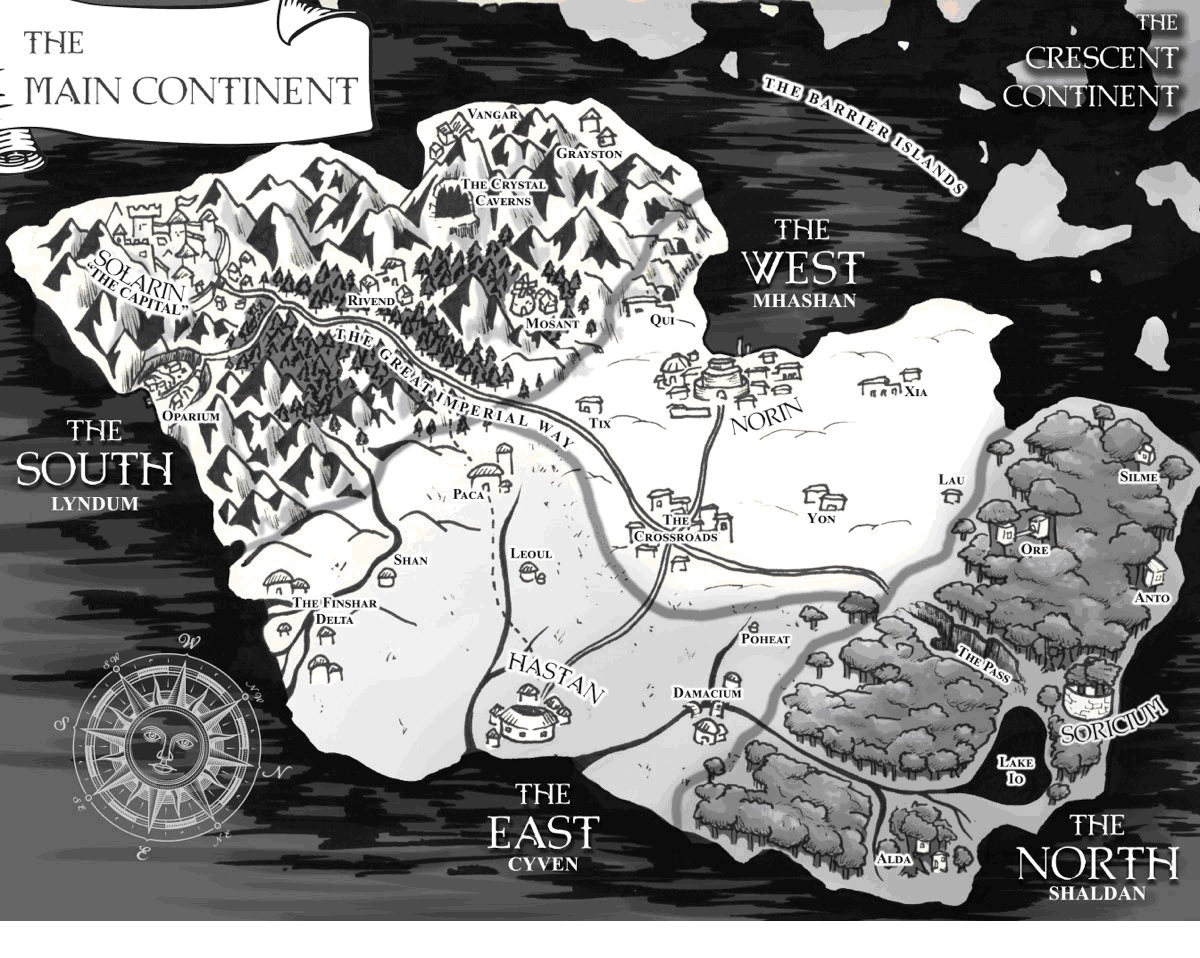 THE
MAIN CONTINENT
THE
CRESCENT
CONTINENT
THE BARRIER ISLANDS
VANGAR
GRAYSTON
THE CRYSTAL
CAVERNS
THE
WEST
MHASHAN
SOLARIN
"THE CAPITAL"
RIVEND
MOSANT
QUI
THE GREAT IMPERIAL WAY
OPARIUM
TIX
NORIN
XIA
THE
SOUTH
LYNDUM
PACA
LAU
SILME
YON
THE
CROSSROADS
ORE
SHAN
LEOUL
ANTO
THE FINSHAR
DELTA
POHEAT
THE PASS
HASTAN
DAMACIUM
SORICIUM
LAKE
IO
W
S W
N W
S
N
S E
N E
E
THE
EAST
CYVEN
ALDA
THE
NORTH
SHALDAN